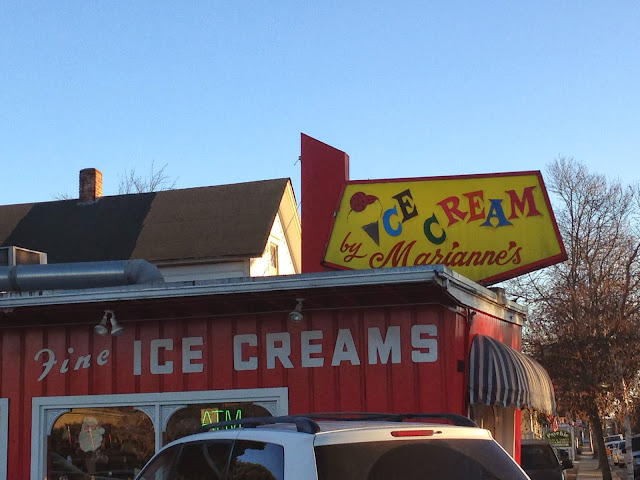 ICE CREAM
by Marianne's
Fine ICE CREAMS
ATM